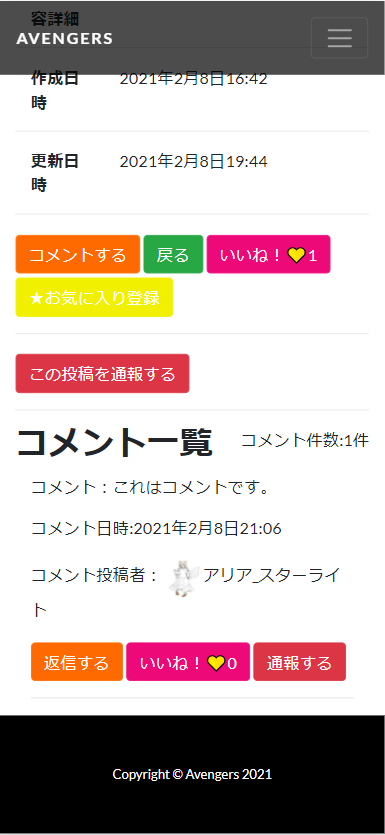 容詳細
AVENGERS
作成日時
2021年2月8日16:42
更新日時
2021年2月8日19:44
コメントする
戻る
いいね！💛1
★お気に入り登録
この投稿を通報する
コメント一覧
コメント件数:1件
コメント：これはコメントです。
コメント日時:2021年2月8日21:06
コメント投稿者：
アリア_スターライ
ト
返信する
いいね！💛0
通報する
Copyright © Avengers 2021